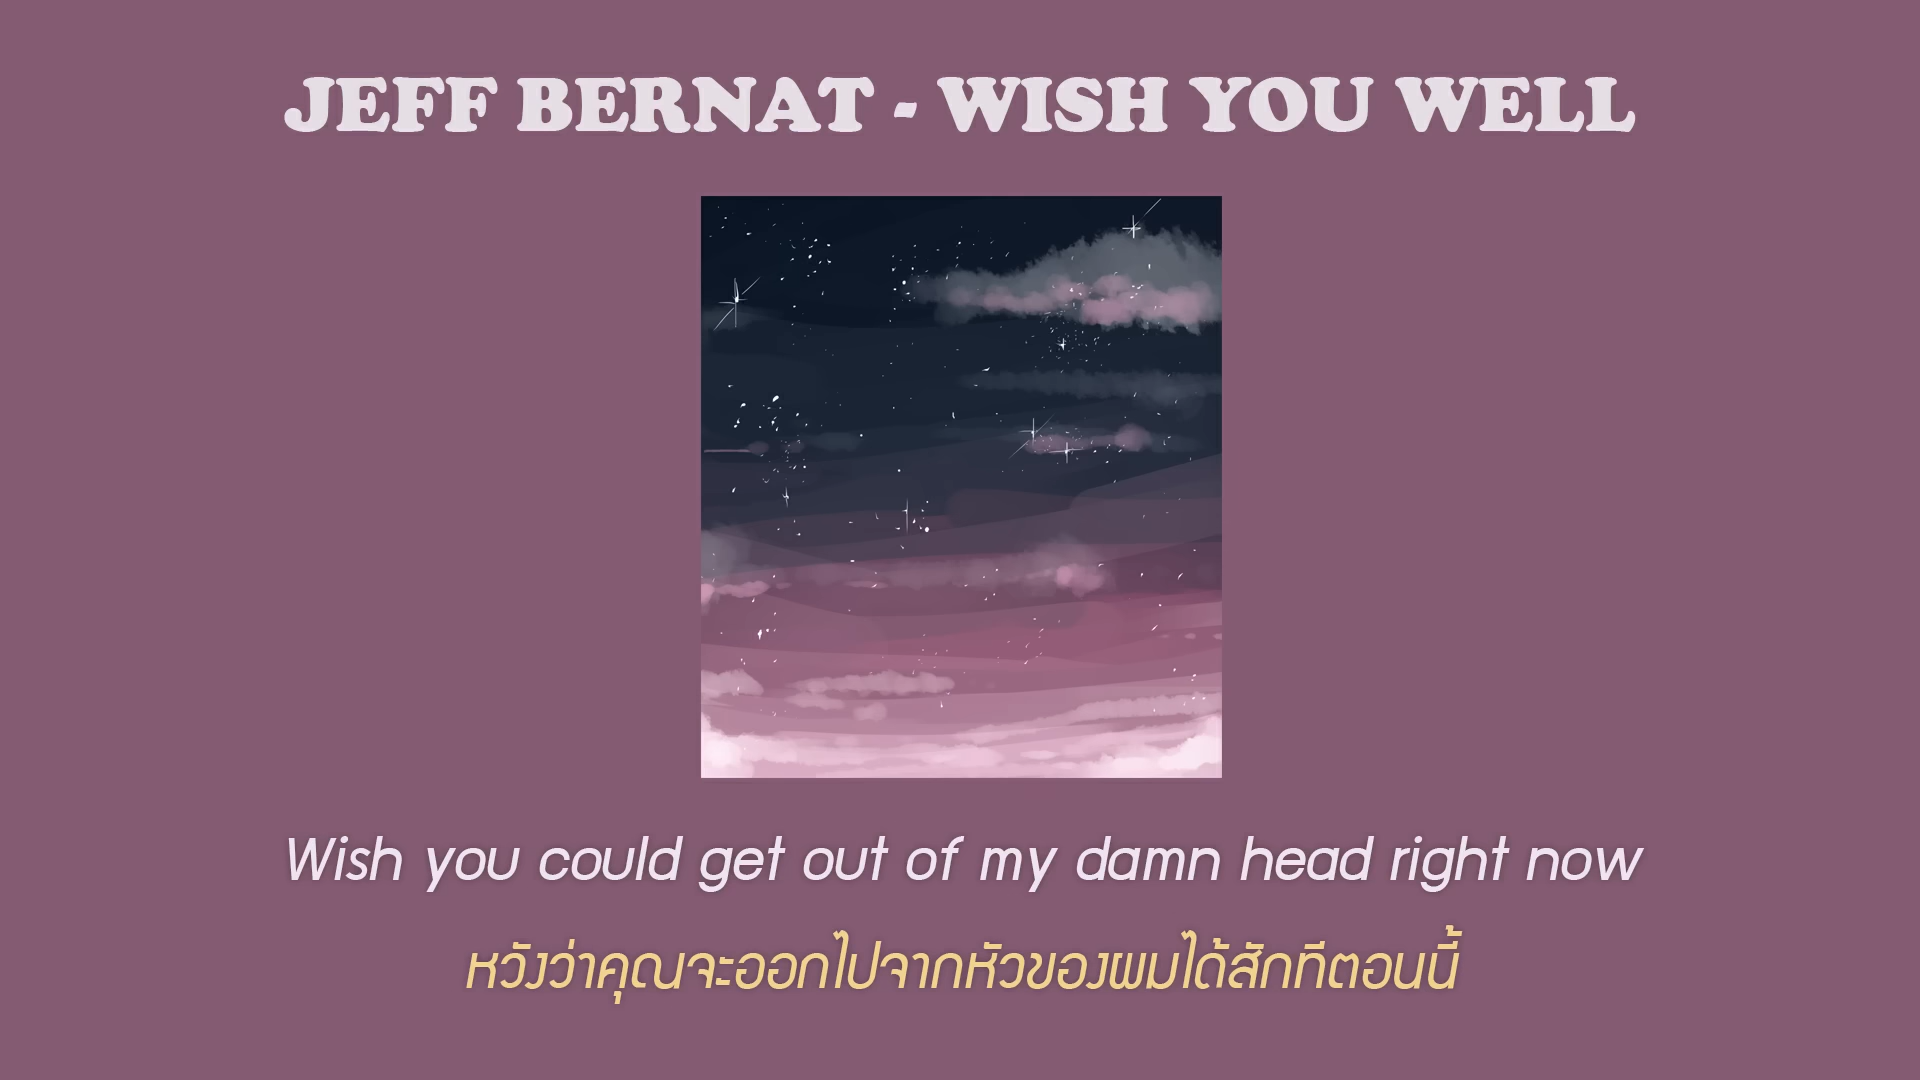 JEFF BERNAT - WISH YOU WELL
Wish you could get out of my damn head right now
หวังว่าคุณจะออกไปจากหัวของผมได้สักทีตอนนี้